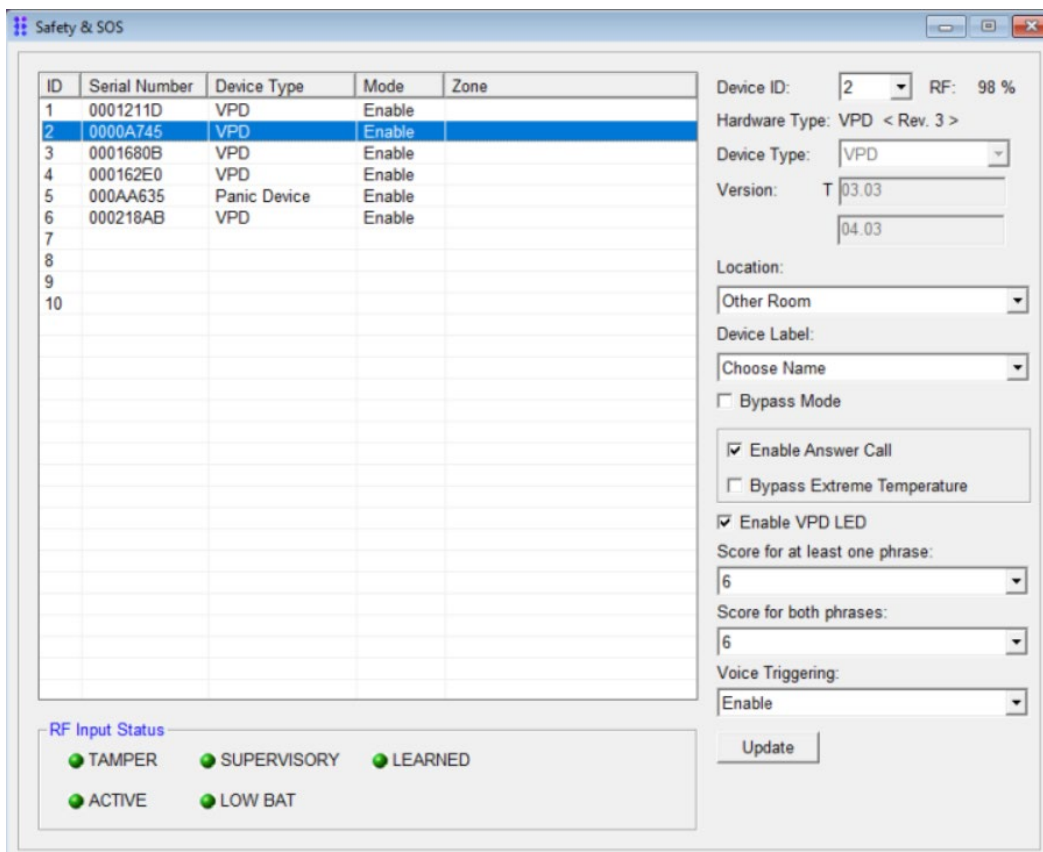 Safety & SOS
ID Serial Number Device Type Mode Zone
1 0001211D VPD Enable
2 0000A745 VPD Enable
3 0001680B VPD Enable
4 000162E0 VPD Enable
5 000AA635 Panic Device Enable
6 000218AB VPD Enable
7
8
9
10
RF Input Status
TAMPER SUPERVISORY LEARNED
ACTIVE LOW BAT
Device ID: 2 RF: 98 %
Hardware Type: VPD < Rev. 3 >
Device Type: VPD
Version: T 03.03
04.03
Location:
Other Room
Device Label:
Choose Name
Bypass Mode
Enable Answer Call
Bypass Extreme Temperature
Enable VPD LED
Score for at least one phrase:
6
Score for both phrases:
6
Voice Triggering:
Enable
Update